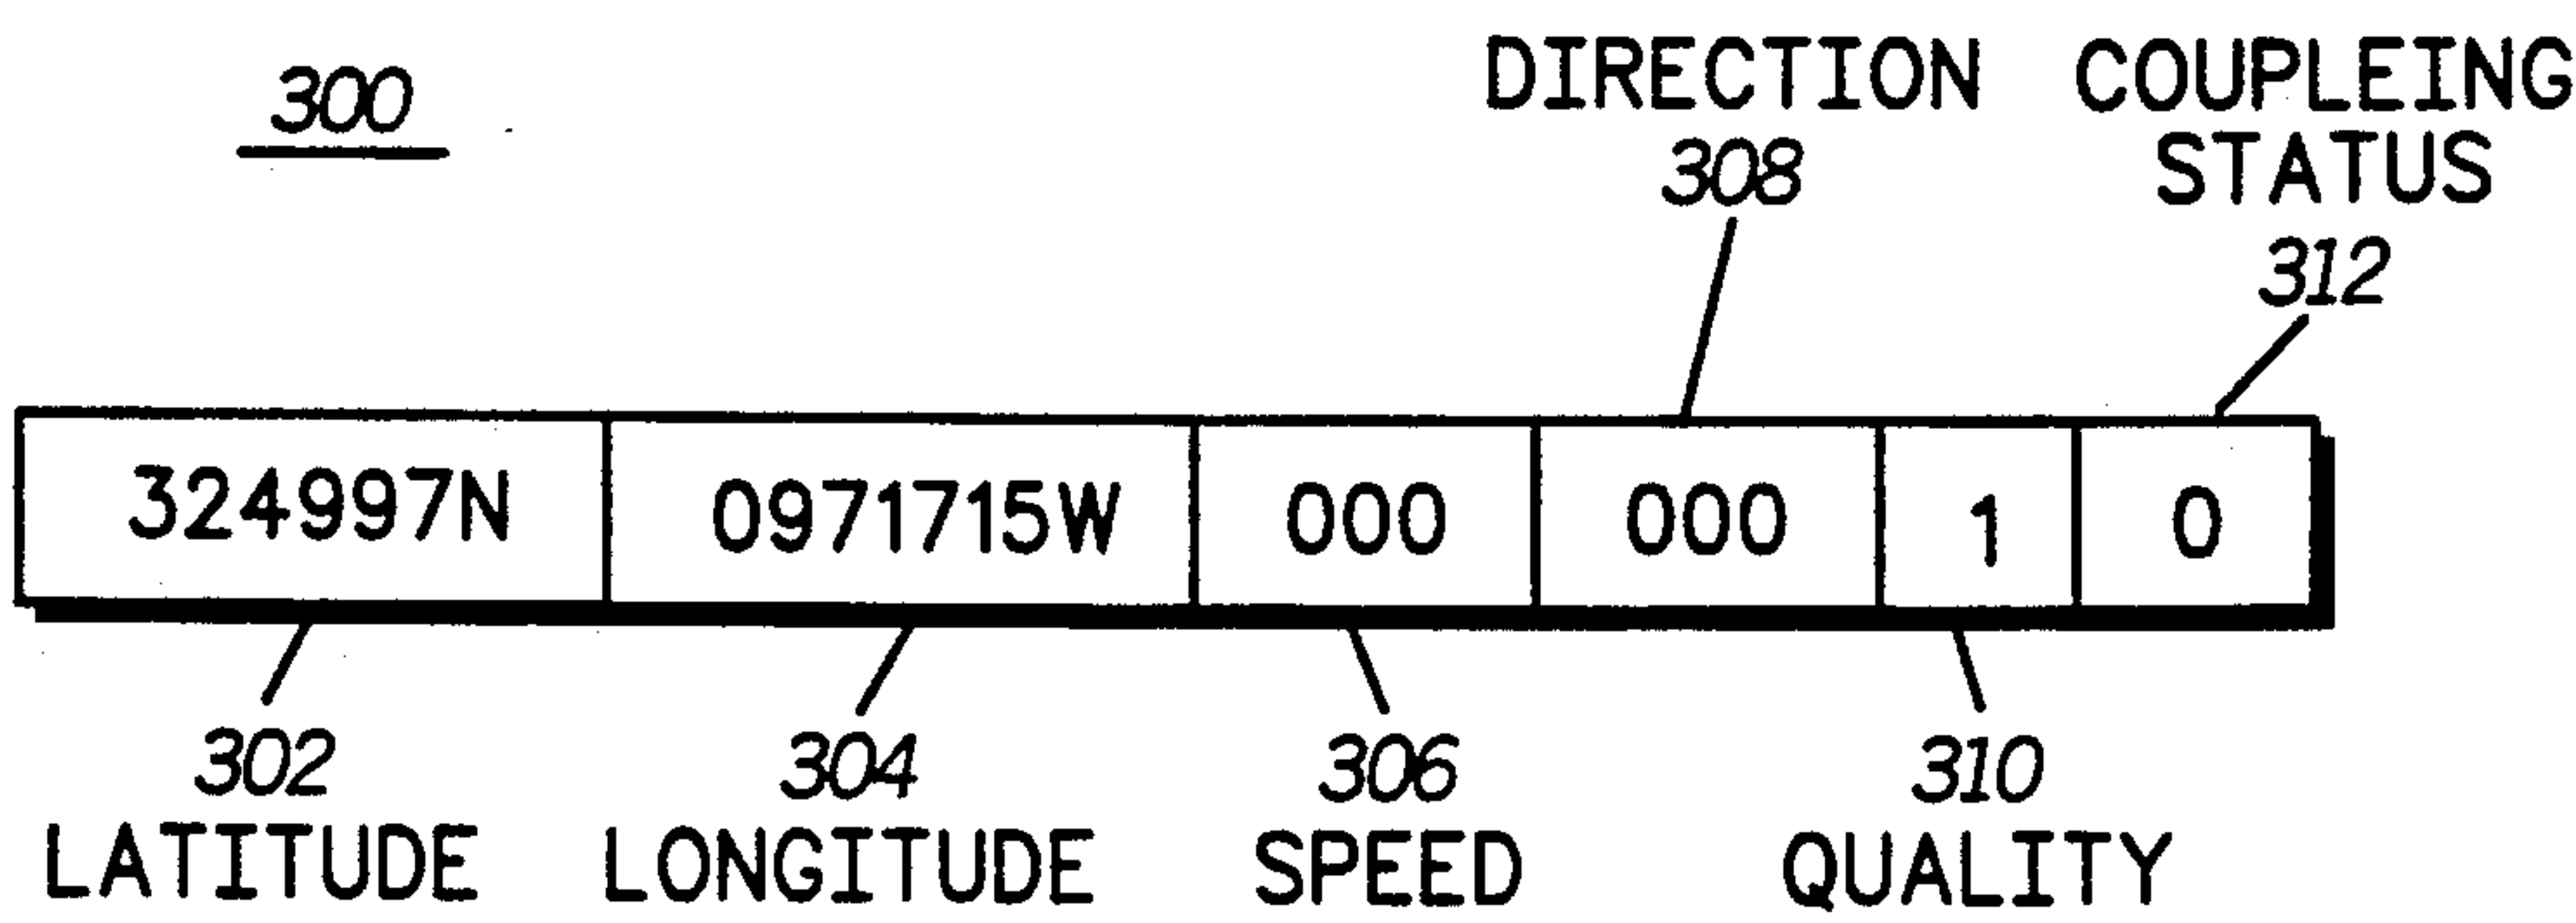 300
DIRECTION
308
COUPLEING
STATUS
312
324997N 0971715W 000 000 1 0
302
LATITUDE
304
LONGITUDE
306
SPEED
310
QUALITY